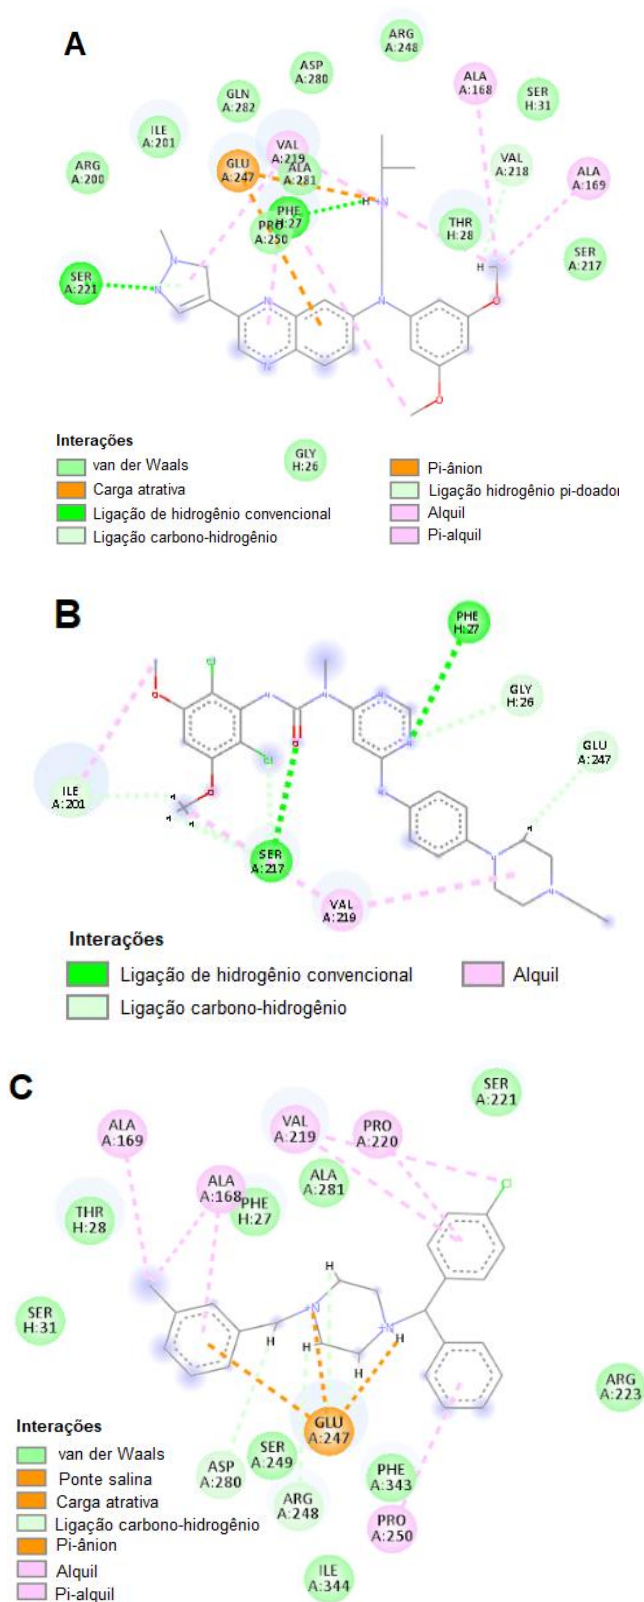 A
ARG
A:248
ASP
A:280
ALA
A:168
SER
H:31
GLN
A:282
ILE
A:201
VAL
A:219
VAL
A:218
ARG
A:200
GLU
A:247
ALA
A:281
ALA
A:169
PHE
H:27
PRO
A:250
THR
H:28
SER
A:217
SER
A:221
H
N
N
N
N
N
N
H
O
O
GLY
H:26
Interações
van der Waals
Carga atrativa
Ligação de hidrogênio convencional
Ligação carbono-hidrogênio
Pi-ânion
Ligação hidrogênio pi-doador
Alquil
Pi-alquil
B
PHE
H:27
GLY
H:26
GLU
A:247
ILE
A:201
SER
A:217
VAL
A:219
Cl
Cl
Interações
Ligação de hidrogênio convencional
Ligação carbono-hidrogênio
Alquil
C
SER
A:221
ALA
A:169
VAL
A:219
PRO
A:220
ALA
A:168
ALA
A:281
THR
H:28
PHE
H:27
Cl
SER
H:31
H
+N
+N
H
H
H
H
ARG
A:223
GLU
A:247
ASP
A:280
SER
A:249
ARG
A:248
PHE
A:343
PRO
A:250
ILE
A:344
Interações
van der Waals
Ponte salina
Carga atrativa
Ligação carbono-hidrogênio
Pi-ânion
Alquil
Pi-alquil